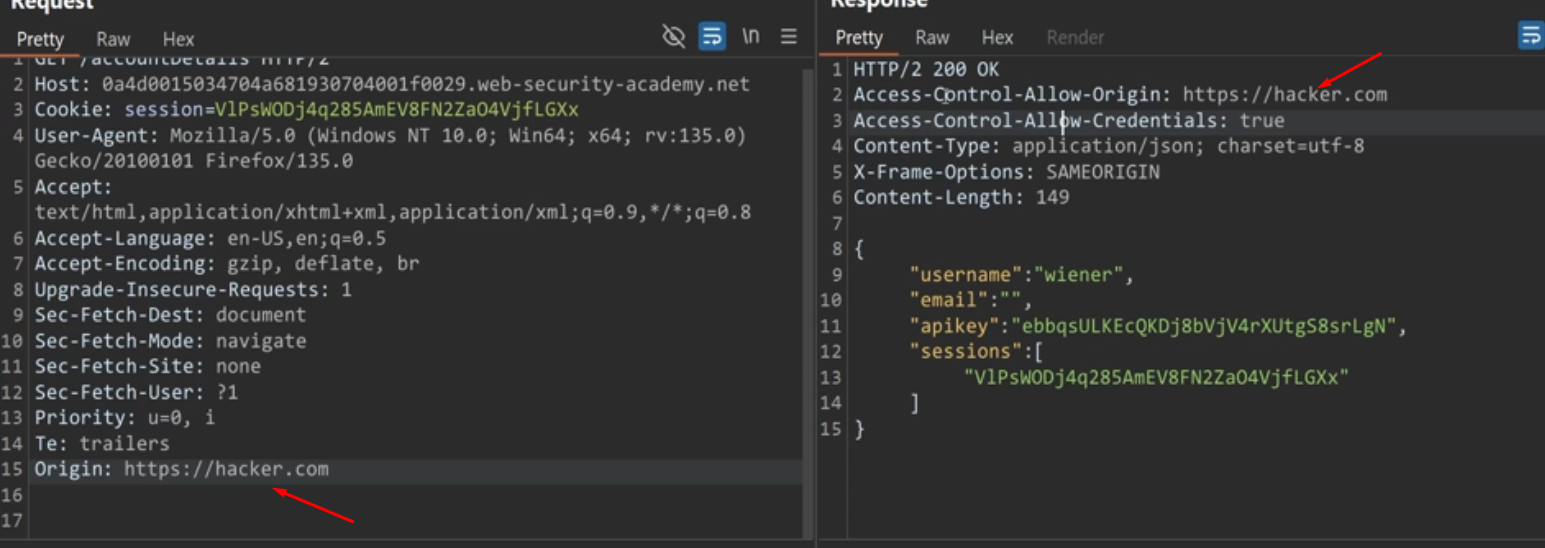 Request
Pretty Raw Hex \n
1 GET /accountDetails HTTP/2
2 Host: 0a4d0015034704a681930704001f0029.web-security-academy.net
3 Cookie: session=VlPsWODj4q285AmEV8FN2ZaO4VjfLGXx
4 User-Agent: Mozilla/5.0 (Windows NT 10.0; Win64; x64; rv:135.0)
Gecko/20100101 Firefox/135.0
5 Accept:
text/html,application/xhtml+xml,application/xml;q=0.9,*/*;q=0.8
6 Accept-Language: en-US,en;q=0.5
7 Accept-Encoding: gzip, deflate, br
8 Upgrade-Insecure-Requests: 1
9 Sec-Fetch-Dest: document
10 Sec-Fetch-Mode: navigate
11 Sec-Fetch-Site: none
12 Sec-Fetch-User: ?1
13 Priority: u=0, i
14 Te: trailers
15 Origin: https://hacker.com
16
17
Response
Pretty Raw Hex Render
1 HTTP/2 200 OK
2 Access-Control-Allow-Origin: https://hacker.com
3 Access-Control-Allow-Credentials: true
4 Content-Type: application/json; charset=utf-8
5 X-Frame-Options: SAMEORIGIN
6 Content-Length: 149
7
8 {
9 "username":"wiener",
10 "email":"",
11 "apikey":"ebbqsULKEcQKDj8bVjV4rXUtgS8srLgN",
12 "sessions":[
13 "VlPsWODj4q285AmEV8FN2ZaO4VjfLGXx"
14 ]
15 }